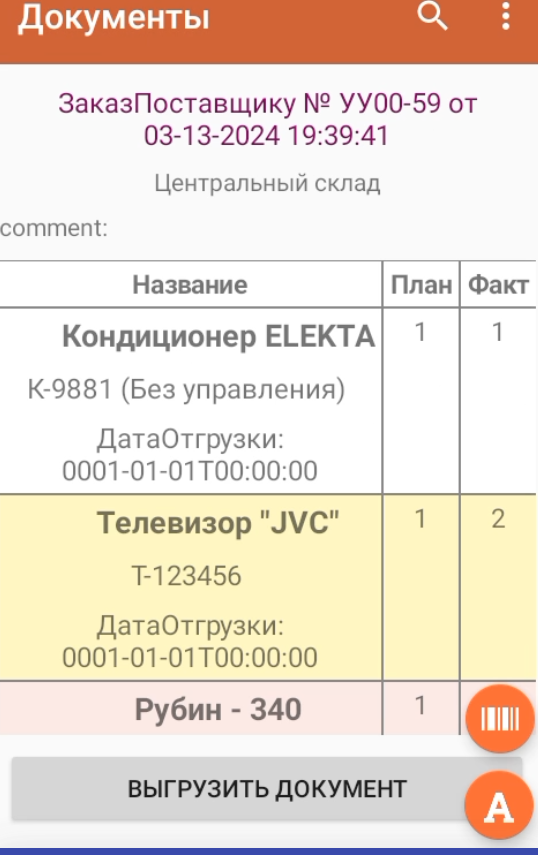 Документы
ЗаказПоставщику № УУ00-59 от
03-13-2024 19:39:41
Центральный склад
comment:
Название План Факт
Кондиционер ELEKTA 1 1
К-9881 (Без управления)
ДатаОтгрузки:
0001-01-01T00:00:00
Телевизор "JVC" 1 2
Т-123456
ДатаОтгрузки:
0001-01-01T00:00:00
Рубин - 340 1
ВЫГРУЗИТЬ ДОКУМЕНТ
A